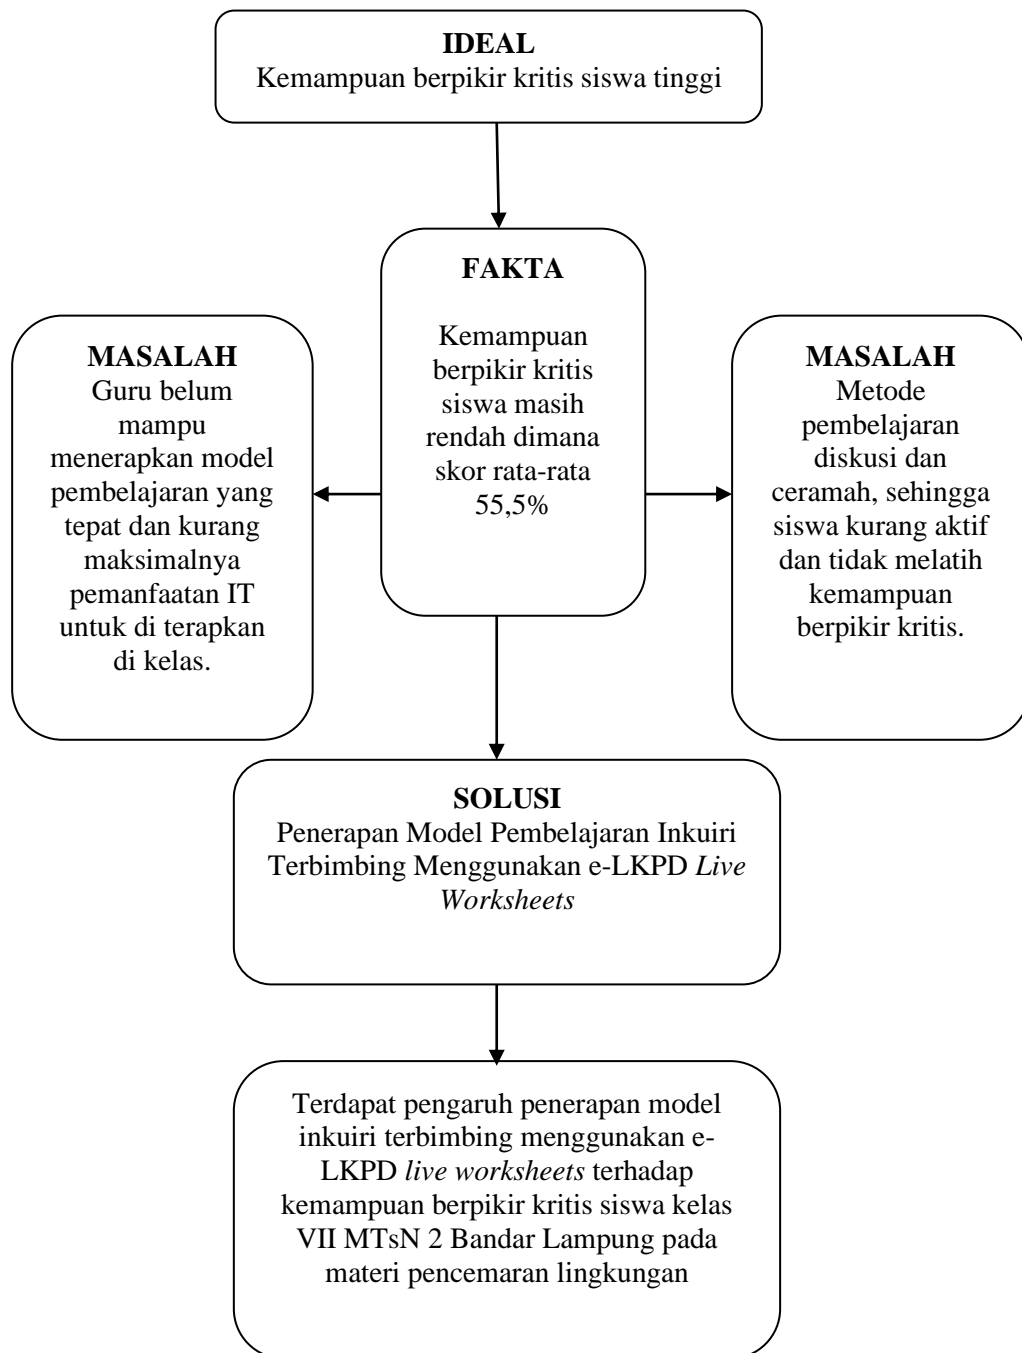 IDEAL
Kemampuan berpikir kritis siswa tinggi
FAKTA
Kemampuan
berpikir kritis
siswa masih
rendah dimana
skor rata-rata
55,5%
MASALAH
Guru belum
mampu
menerapkan model
pembelajaran yang
tepat dan kurang
maksimalnya
pemanfaatan IT
untuk di terapkan
di kelas.
MASALAH
Metode
pembelajaran
diskusi dan
ceramah, sehingga
siswa kurang aktif
dan tidak melatih
kemampuan
berpikir kritis.
SOLUSI
Penerapan Model Pembelajaran Inkuiri
Terbimbing Menggunakan e-LKPD Live
Worksheets
Terdapat pengaruh penerapan model
inkuiri terbimbing menggunakan e-
LKPD live worksheets terhadap
kemampuan berpikir kritis siswa kelas
VII MTsN 2 Bandar Lampung pada
materi pencemaran lingkungan